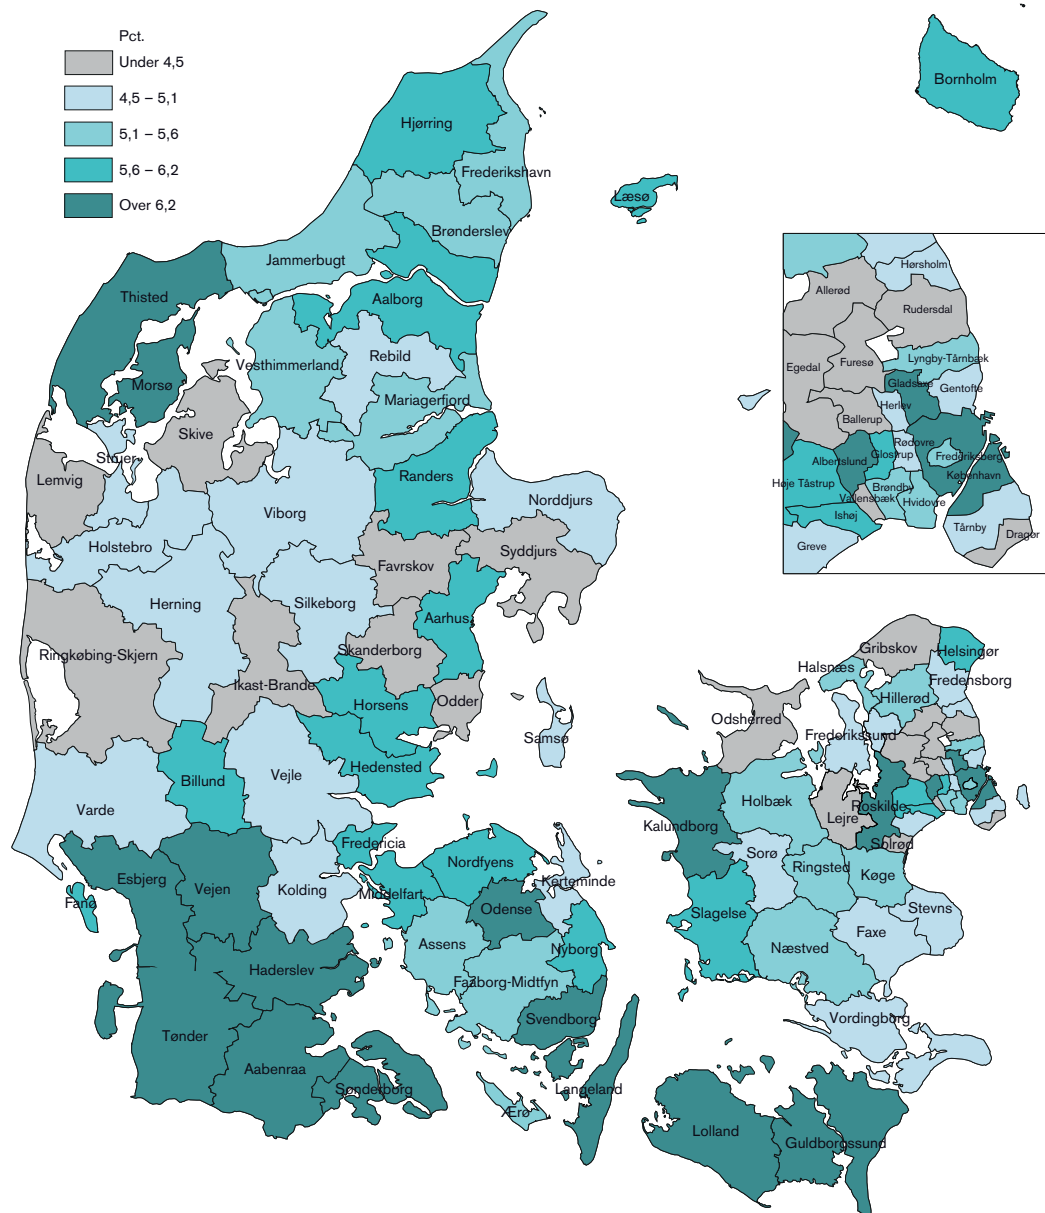 Pct.
Under 4,5
4,5 – 5,1
5,1 – 5,6
5,6 – 6,2
Over 6,2
Bornholm
Hjørring
Frederikshavn
Læsø
Brønderslev
Jammerbugt
Thisted
Aalborg
Rebild
Vesthimmerland
Morsø
Mariagerfjord
Skive
Struer
Lemvig
Randers
Norddjurs
Viborg
Holstebro
Syddjurs
Favrskov
Herning
Silkeborg
Aarhus
Skanderborg
Ringkøbing-Skjern
Ikast-Brande
Odder
Horsens
Samsø
Hedensted
Vejle
Billund
Varde
Fredericia
Nordfyens
Esbjerg
Vejen
Kolding
Middelfart
Kerteminde
Fanø
Odense
Assens
Nyborg
Haderslev
Faaborg-Midtfyn
Svendborg
Tønder
Aabenraa
Sønderborg
Langeland
Ærø
Hørsholm
Allerød
Rudersdal
Lyngby-Tårnbæk
Furesø
Egedal
Gladsaxe
Gentofte
Herlev
Ballerup
Rødovre
Glostrup
Frederiksberg
Albertslund
København
Høje Tåstrup
Brøndby
Vallensbæk
Hvidovre
Ishøj
Tårnby
Dragør
Greve
Gribskov
Helsingør
Halsnæs
Fredensborg
Hillerød
Odsherred
Frederikssund
Holbæk
Roskilde
Lejre
Kalundborg
Solrød
Sorø
Ringsted
Køge
Stevns
Slagelse
Faxe
Næstved
Vordingborg
Lolland
Guldborgssund